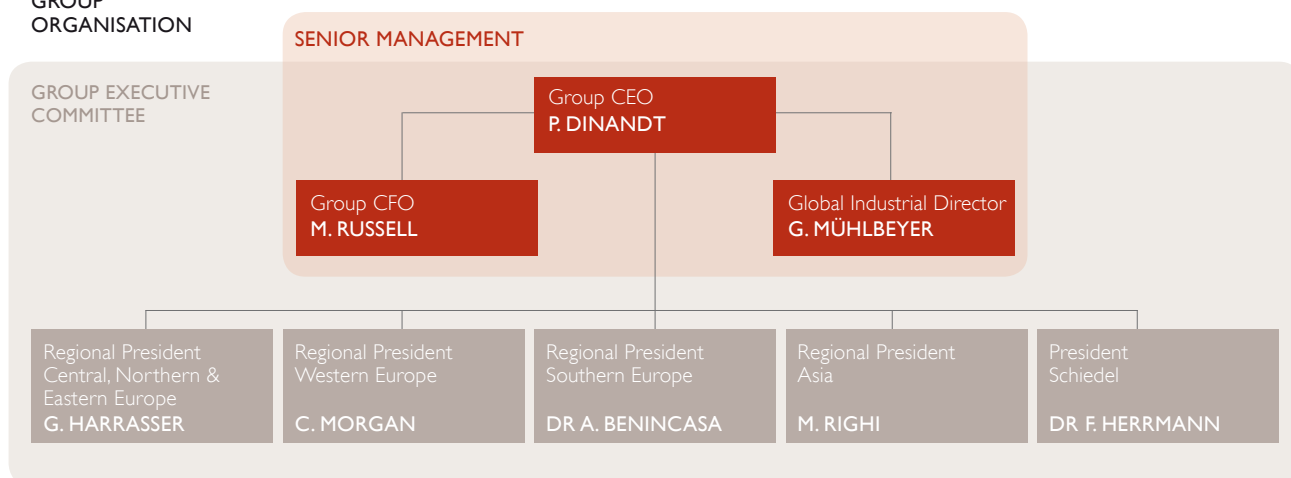 GROUP
ORGANISATION
SENIOR MANAGEMENT
GROUP EXECUTIVE
COMMITTEE
Group CEO
P. DINANDT
Group CFO
M. RUSSELL
Global Industrial Director
G. MÜHLBEYER
Regional President
Central, Northern &
Eastern Europe
G. HARRASSER
Regional President
Western Europe
C. MORGAN
Regional President
Southern Europe
DR A. BENINCASA
Regional President
Asia
M. RIGHI
President
Schiedel
DR F. HERRMANN